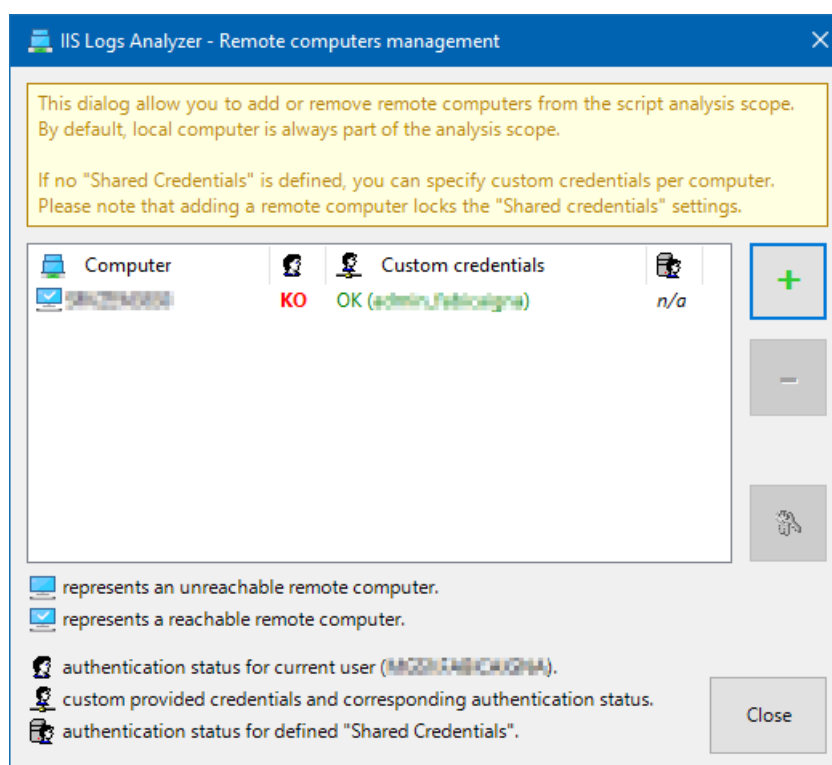 IIS Logs Analyzer - Remote computers management
This dialog allow you to add or remove remote computers from the script analysis scope.
By default, local computer is always part of the analysis scope.
If no "Shared Credentials" is defined, you can specify custom credentials per computer.
Please note that adding a remote computer locks the "Shared credentials" settings.
Computer Custom credentials
KO OK ( ) n/a
represents an unreachable remote computer.
represents a reachable remote computer.
authentication status for current user ( ).
custom provided credentials and corresponding authentication status.
authentication status for defined "Shared Credentials".
Close